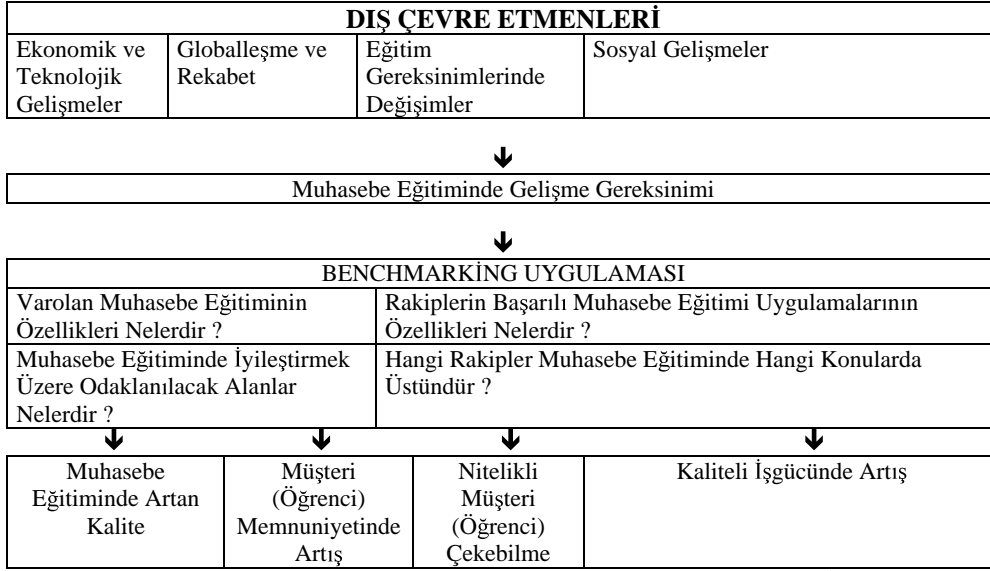 DIŞ ÇEVRE ETMENLERİ
Ekonomik ve
Teknolojik
Gelişmeler
Globalleşme ve
Rekabet
Eğitim
Gereksinimlerinde
Değişimler
Sosyal Gelişmeler
Muhasebe Eğitiminde Gelişme Gereksinimi
BENCHMARKİNG UYGULAMASI
Varolan Muhasebe Eğitiminin
Özellikleri Nelerdir ?
Rakiplerin Başarılı Muhasebe Eğitimi Uygulamalarının
Özellikleri Nelerdir ?
Muhasebe Eğitiminde İyileştirmek
Üzere Odaklanılacak Alanlar
Nelerdir ?
Hangi Rakipler Muhasebe Eğitiminde Hangi Konularda
Üstündür ?
Muhasebe
Eğitiminde Artan
Kalite
Müşteri
(Öğrenci)
Memnuniyetinde
Artış
Nitelikli
Müşteri
(Öğrenci)
Çekebilme
Kaliteli İşgücünde Artış